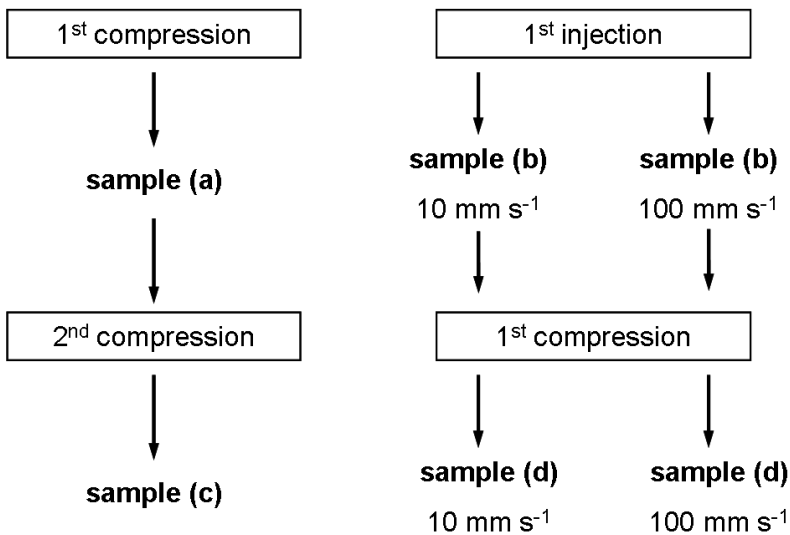 1st compression
sample (a)
2nd compression
sample (c)
1st injection
sample (b) sample (b)
10 mm s-1 100 mm s-1
1st compression
sample (d) sample (d)
10 mm s-1 100 mm s-1